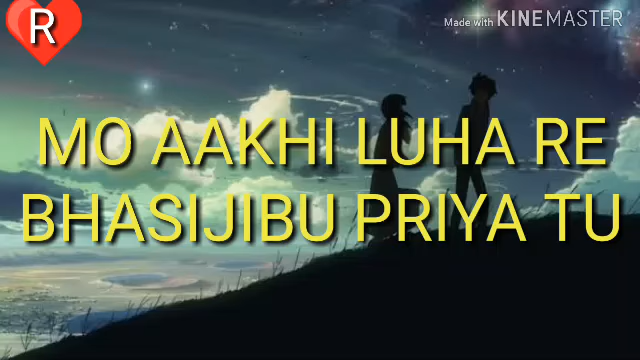 R
Made with KINEMASTER
MO AAKHI LUHA RE
BHASIJIBU PRIYA TU